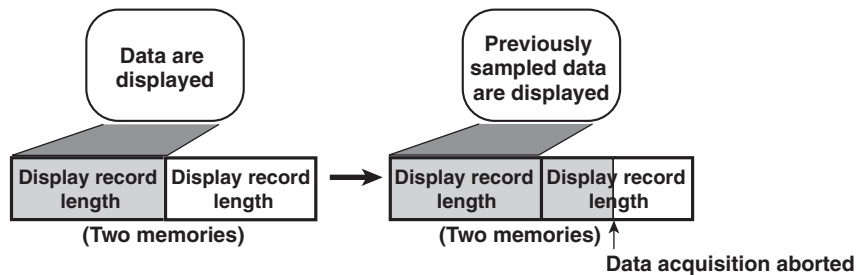 Data are
displayed
Previously
sampled data
are displayed
Display record
length
Display record
length
Display record
length
Display record
length
(Two memories)
(Two memories)
Data acquisition aborted